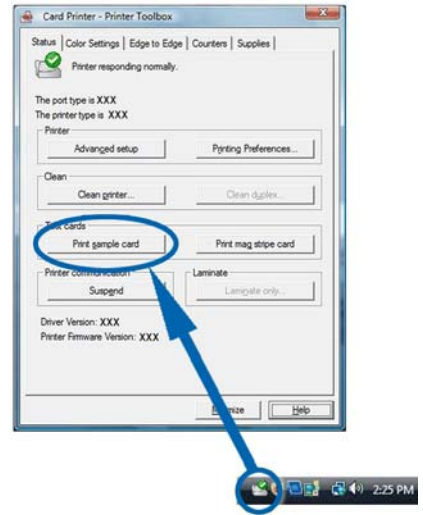 Card Printer - Printer Toolbox
Status Color Settings Edge to Edge Counters Supplies
Printer responding normally.
The port type is XXX
The printer type is XXX
Printer
Advanced setup Printing Preferences...
Clean
Clean printer... Clean duplex...
Test cards
Print sample card Print mag stripe card
Printer communication Laminate
Suspend Laminate only...
Driver Version: XXX
Printer Firmware Version: XXX
Help
2:25 PM